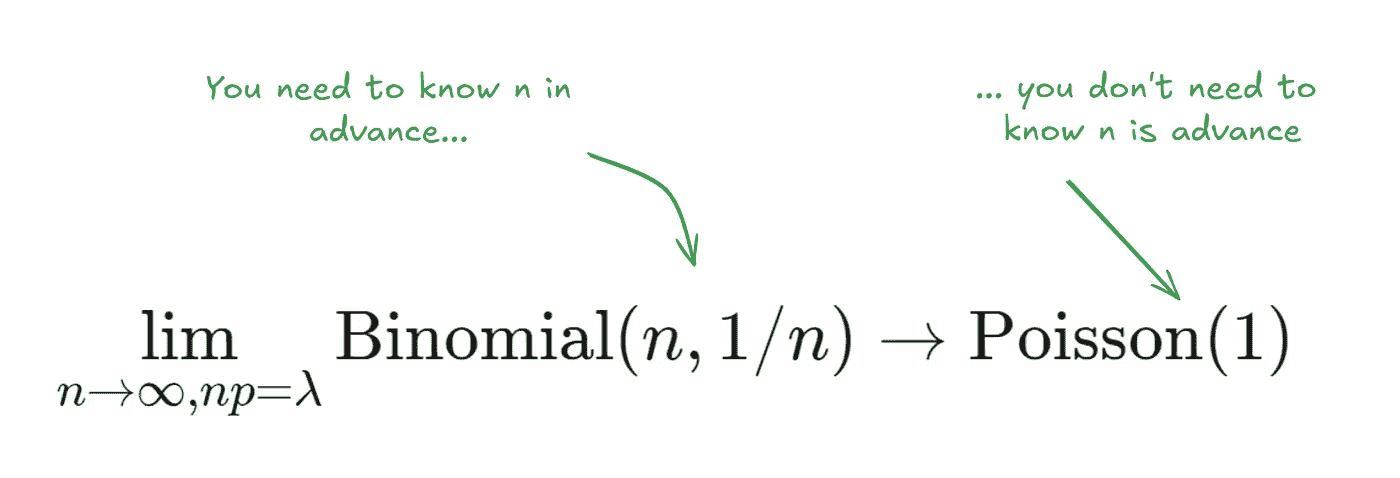 You need to know n in
advance...
... you don't need to
know n is advance
lim Binomial(n, 1/n) → Poisson(1)
n→∞,np=λ